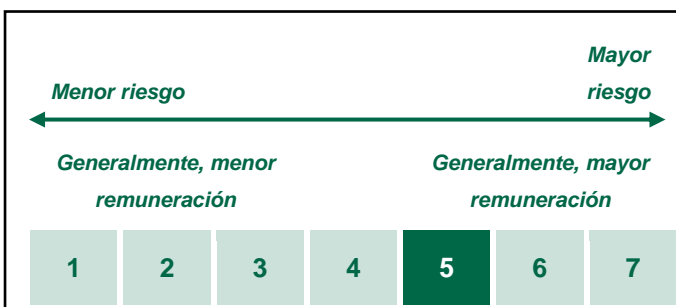 Mayor
Menor riesgo riesgo
Generalmente, menor Generalmente, mayor
remuneración remuneración
1 2 3 4 5 6 7